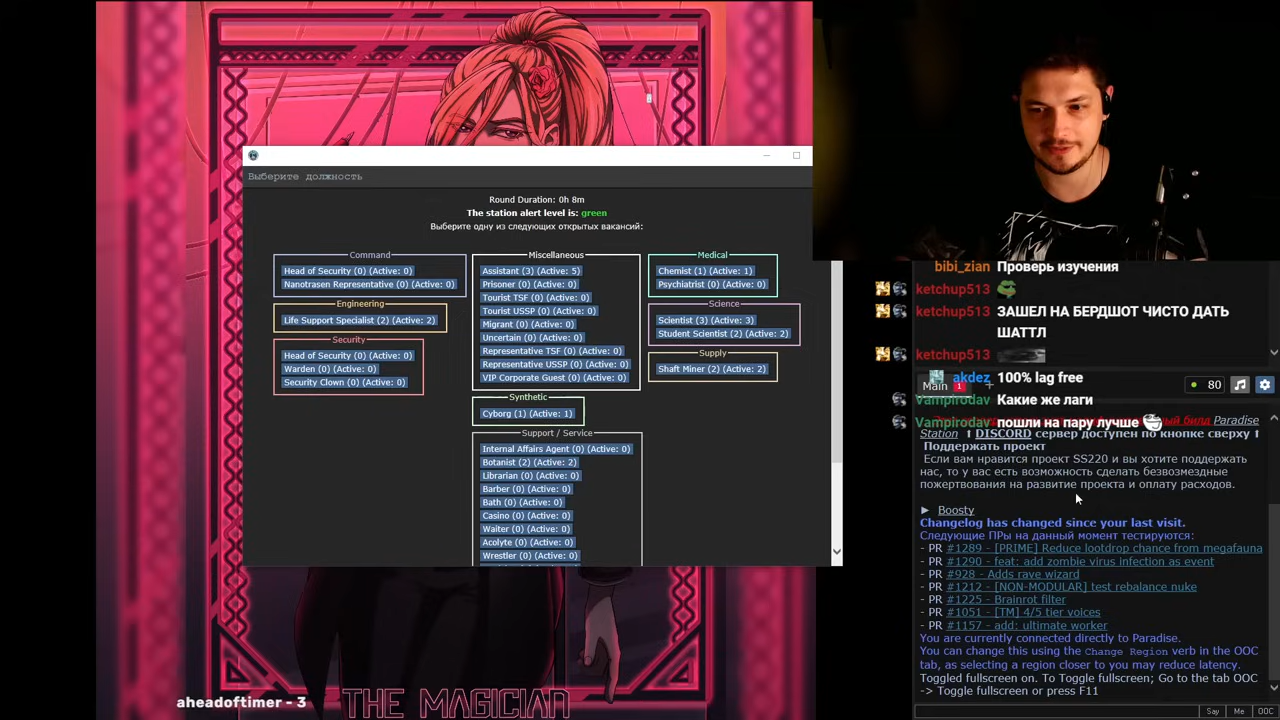 Выберите должность
Round Duration: 0h 8m
The station alert level is: green
Выберите одну из следующих открытых вакансий:
Command
Head of Security (0) (Active: 0)
Nanotrasen Representative (0) (Active: 0)
Engineering
Life Support Specialist (2) (Active: 2)
Security
Head of Security (0) (Active: 0)
Warden (0) (Active: 0)
Security Clown (0) (Active: 0)
Miscellaneous
Assistant (3) (Active: 5)
Prisoner (0) (Active: 0)
Tourist TSF (0) (Active: 0)
Tourist USSP (0) (Active: 0)
Migrant (0) (Active: 0)
Uncertain (0) (Active: 0)
Representative TSF (0) (Active: 0)
Representative USSP (0) (Active: 0)
VIP Corporate Guest (0) (Active: 0)
Synthetic
Cyborg (1) (Active: 1)
Support / Service
Internal Affairs Agent (0) (Active: 0)
Botanist (2) (Active: 2)
Librarian (0) (Active: 0)
Barber (0) (Active: 0)
Bath (0) (Active: 0)
Casino (0) (Active: 0)
Waiter (0) (Active: 0)
Acolyte (0) (Active: 0)
Wrestler (0) (Active: 0)
Medical
Chemist (1) (Active: 1)
Psychiatrist (0) (Active: 0)
Science
Scientist (3) (Active: 3)
Student Scientist (2) (Active: 2)
Supply
Shaft Miner (2) (Active: 2)
bibi_zian Проверь изучения
ketchup513
ketchup513 ЗАШЕЛ НА БЕРДШОТ ЧИСТО ДАТЬ
ШАТТЛ
ketchup513
akdez 100% lag free
Main 1 + 80
Vampirodav Какие же лаги
Vampirodav пошли на пару лучше
билд Paradise
Station ⬆ DISCORD сервер доступен по кнопке сверху ⬆
Поддержать проект
Если вам нравится проект SS220 и вы хотите поддержать
нас, то у вас есть возможность сделать безвозмездные
пожертвования на развитие проекта и оплату расходов.
► Boosty
Changelog has changed since your last visit.
Следующие ПРы на данный момент тестируются:
- PR #1289 - [PRIME] Reduce lootdrop chance from megafauna
- PR #1290 - feat: add zombie virus infection as event
- PR #928 - Adds rave wizard
- PR #1212 - [NON-MODULAR] test rebalance nuke
- PR #1225 - Brainrot filter
- PR #1051 - [TM] 4/5 tier voices
- PR #1157 - add: ultimate worker
You are currently connected directly to Paradise.
You can change this using the Change Region verb in the OOC
tab, as selecting a region closer to you may reduce latency.
Toggled fullscreen on. To Toggle fullscreen; Go to the tab OOC
-> Toggle fullscreen or press F11
Say Me OOC
THE MAGICIAN
aheadoftimer - 3